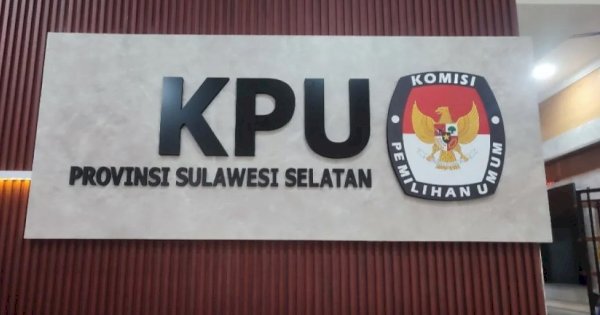 KPU
PROVINSI SULAWESI SELATAN
KOMISI
PEMILIHAN UMUM